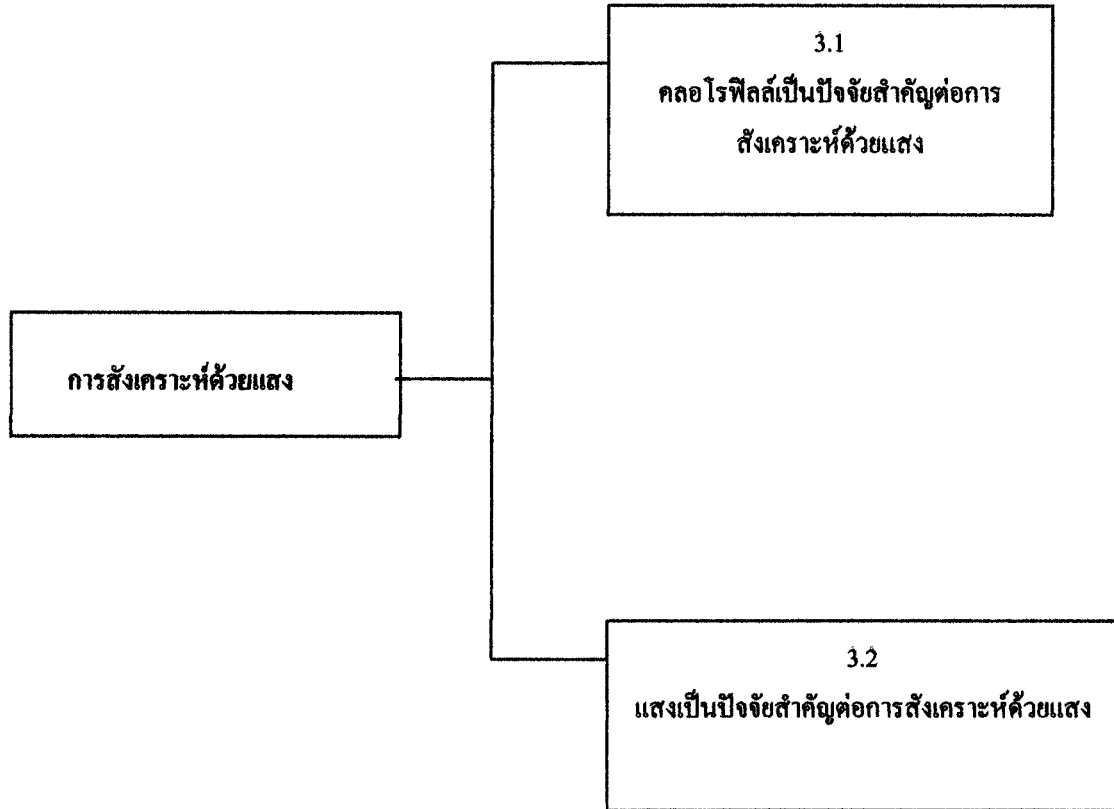 3.1
คลอโรฟิลล์เป็นปัจจัยสำคัญต่อการ
สังเคราะห์ด้วยแสง
การสังเคราะห์ด้วยแสง
3.2
แสงเป็นปัจจัยสำคัญต่อการสังเคราะห์ด้วยแสง